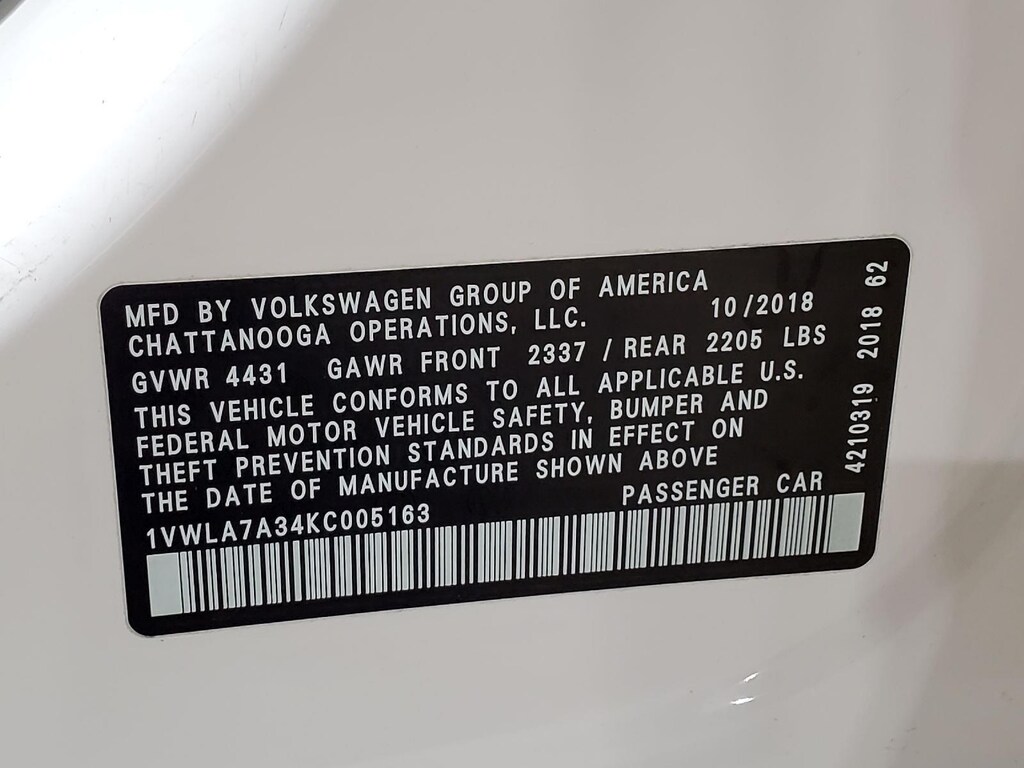 MFD BY VOLKSWAGEN GROUP OF AMERICA
CHATTANOOGA OPERATIONS, LLC. 10/2018
GVWR 4431 GAWR FRONT 2337 / REAR 2205 LBS
THIS VEHICLE CONFORMS TO ALL APPLICABLE U.S.
FEDERAL MOTOR VEHICLE SAFETY, BUMPER AND
THEFT PREVENTION STANDARDS IN EFFECT ON
THE DATE OF MANUFACTURE SHOWN ABOVE
1VWLA7A34KC005163 PASSENGER CAR
4210319 2018 62